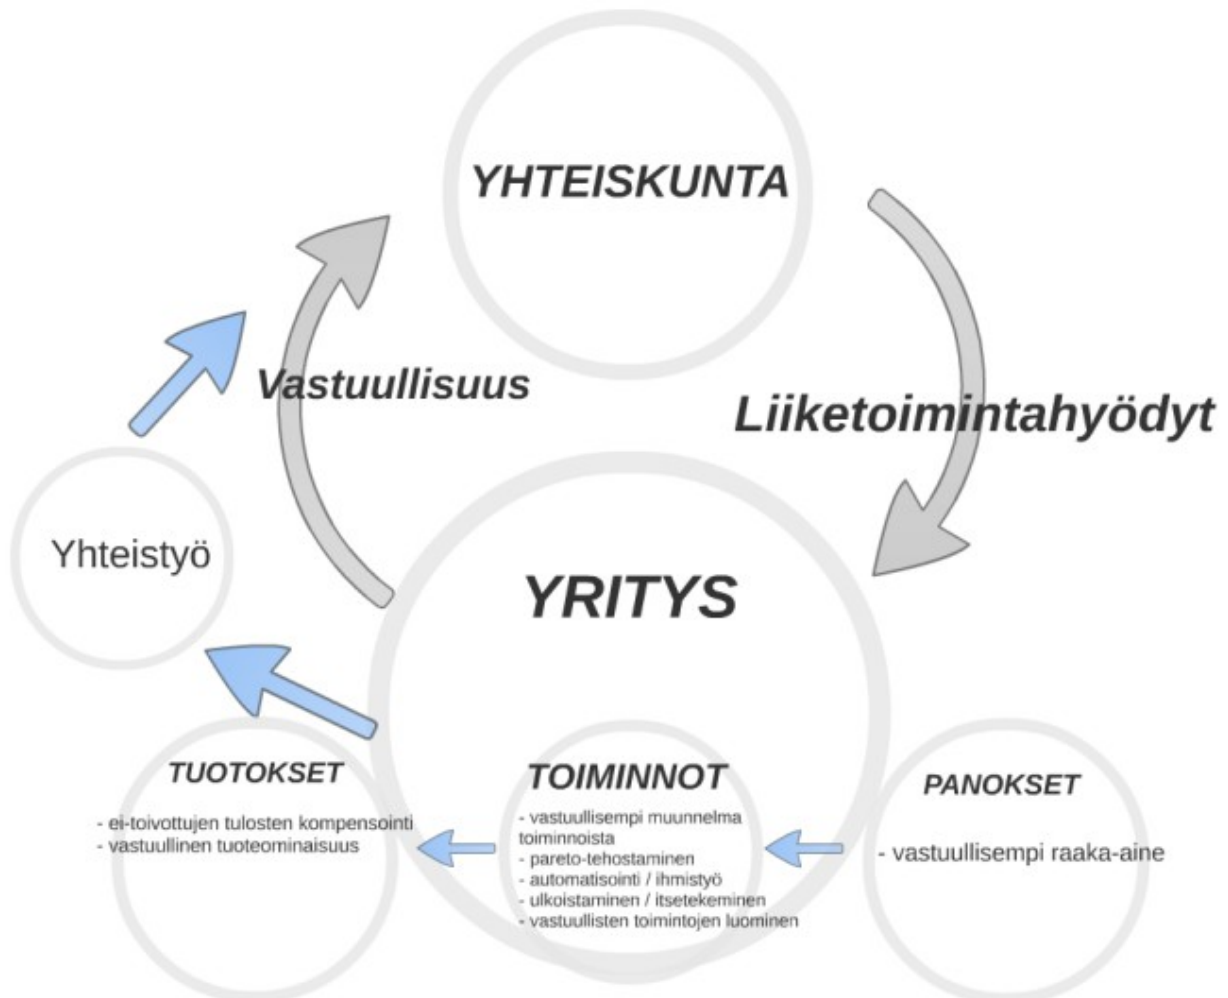 YHTEISKUNTA
Vastuullisuus
Liiketoimintahyödyt
Yhteistyö
YRITYS
TUOTOKSET
- ei-toivottujen tulosten kompensointi
- vastuullinen tuoteominaisuus
TOIMINNOT
- vastuullisempi muunnelma
toiminnoista
- pareto-tehostaminen
- automatisointi / ihmistyö
- ulkoistaminen / itsetekeminen
- vastuullisten toimintojen luominen
PANOKSET
- vastuullisempi raaka-aine